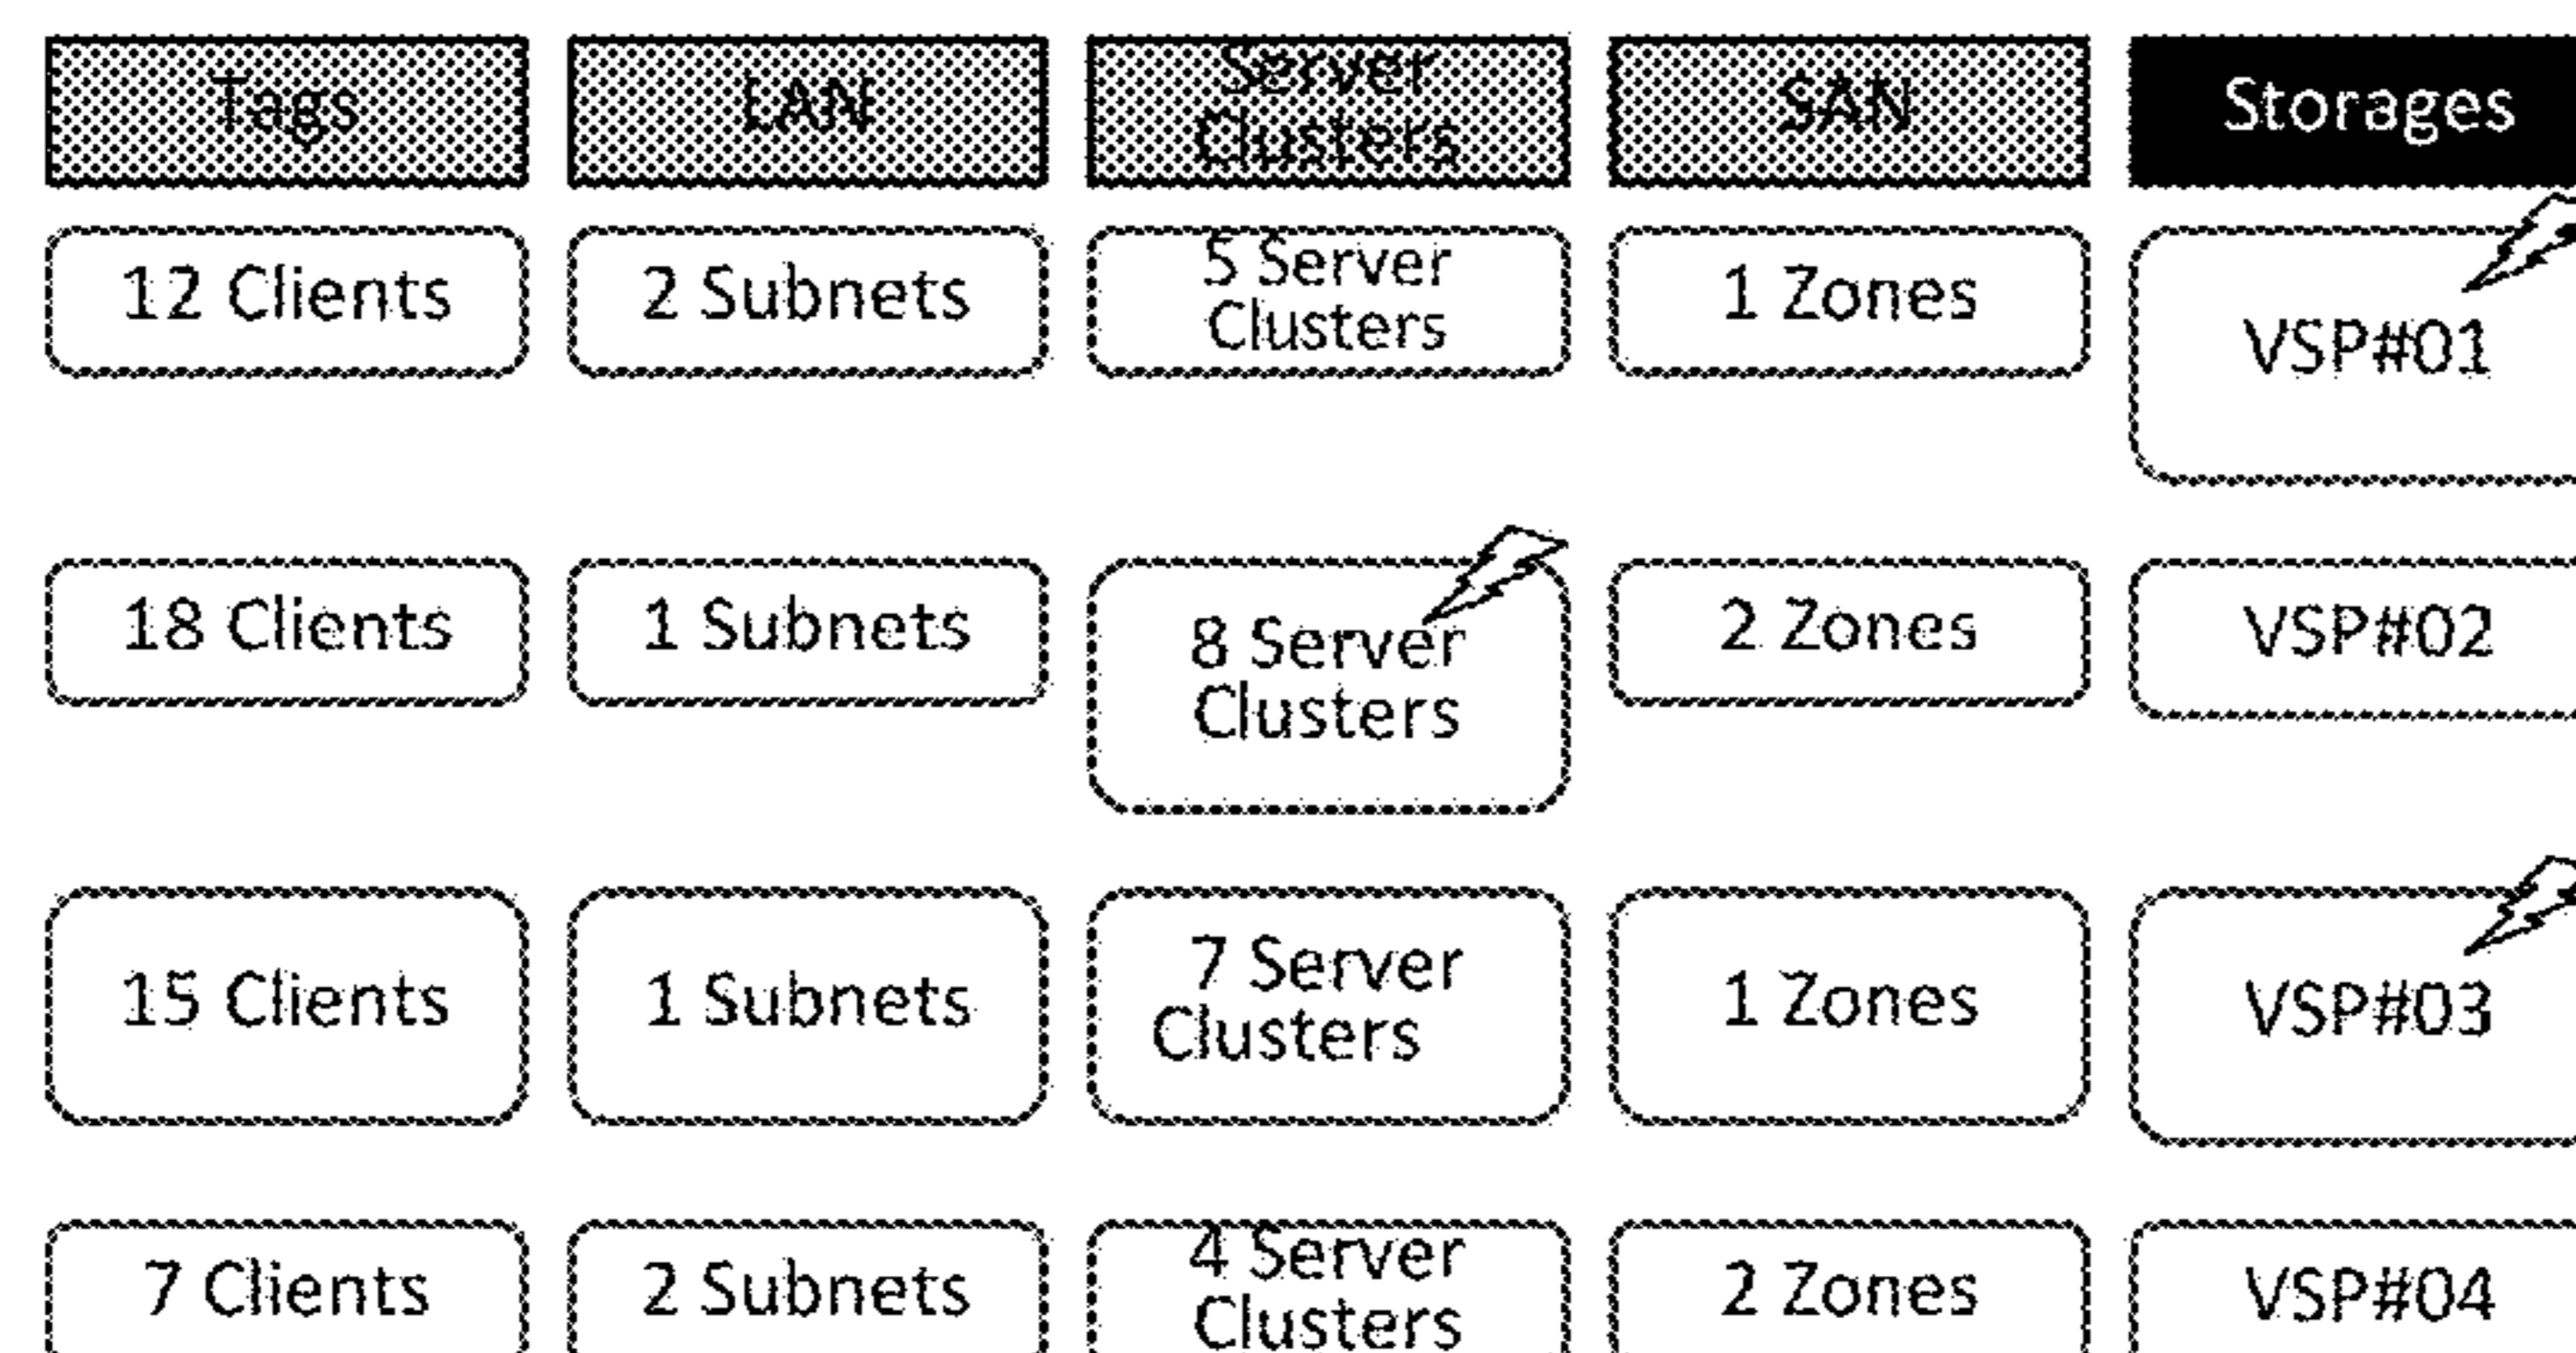 Tags
LAN
Server
Clusters
SAN
Storages
12 Clients
2 Subnets
5 Server
Clusters
1 Zones
VSP#01
18 Clients
1 Subnets
8 Server
Clusters
2 Zones
VSP#02
15 Clients
1 Subnets
7 Server
Clusters
1 Zones
VSP#03
7 Clients
2 Subnets
4 Server
Clusters
2 Zones
VSP#04